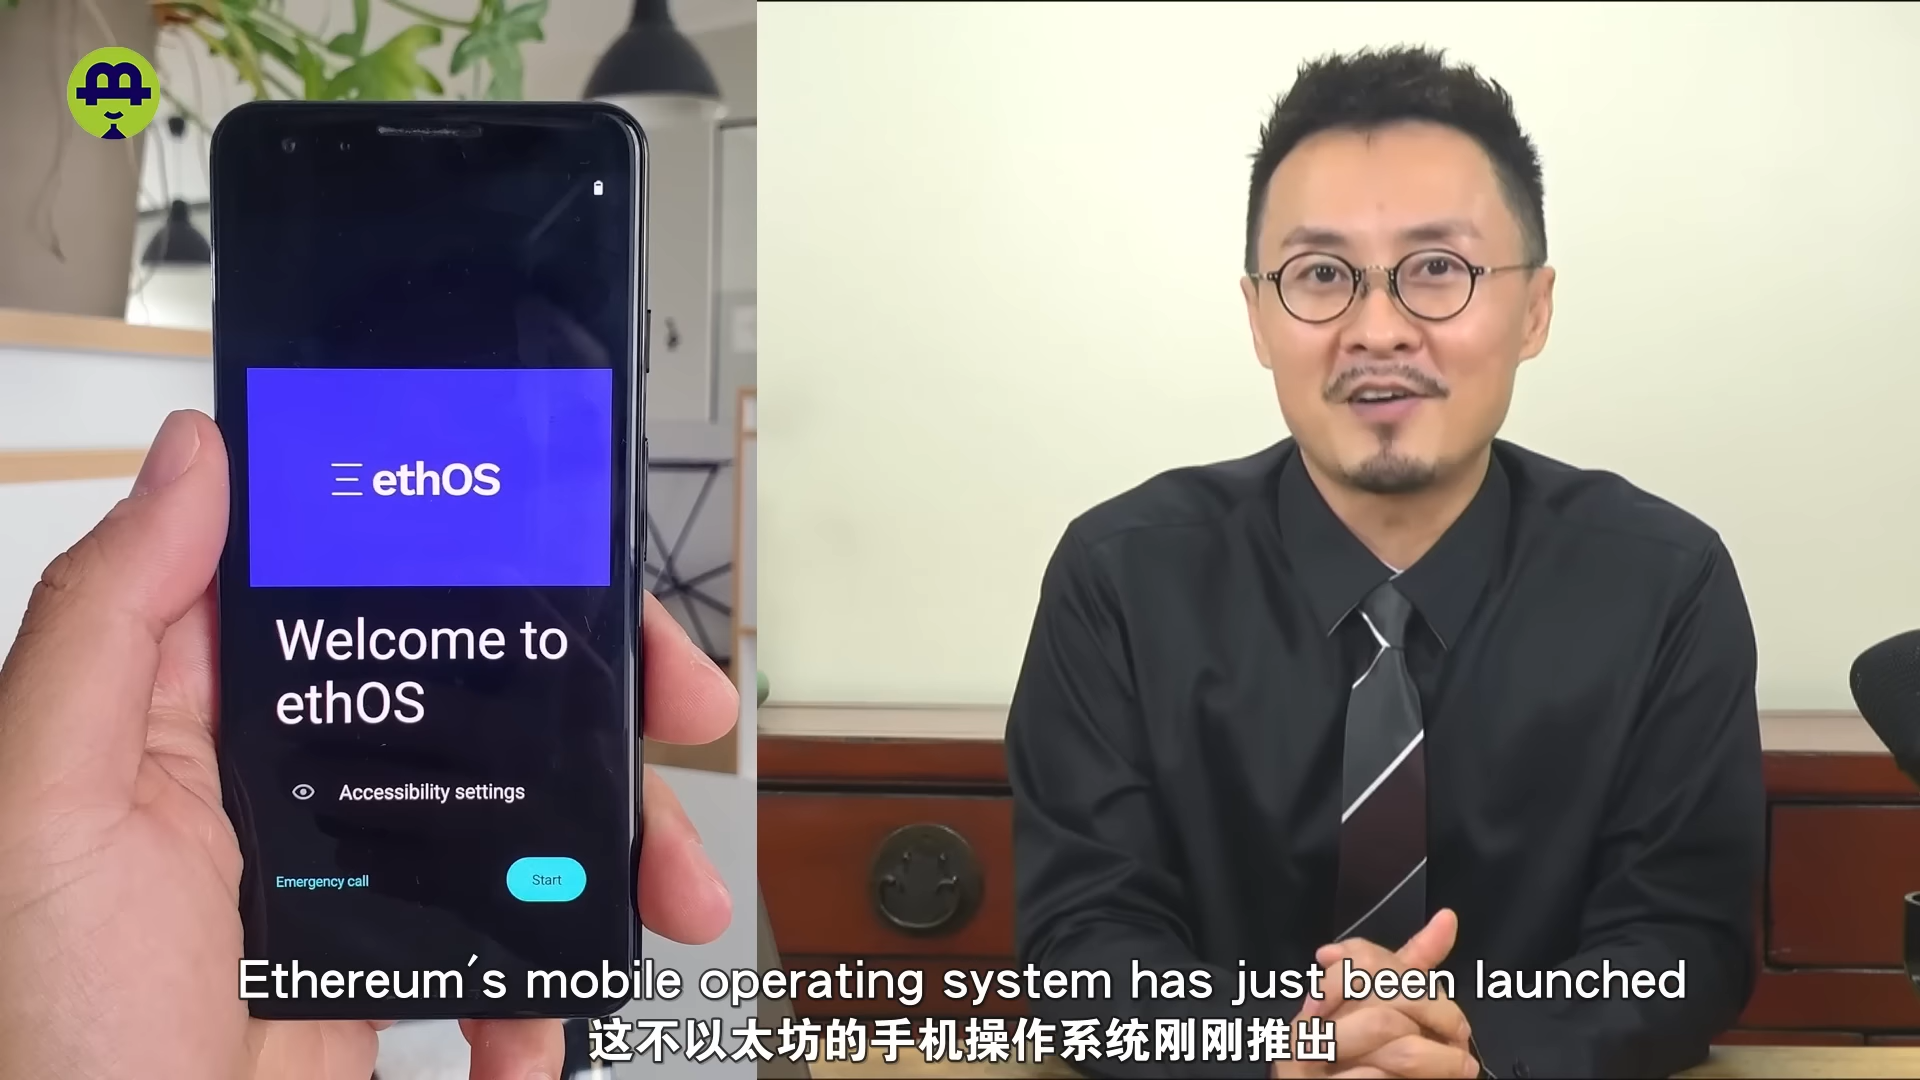 ethOS
Welcome to
ethOS
Accessibility settings
Emergency call
Start
Ethereum's mobile operating system has just been launched
这不以太坊的手机操作系统刚刚推出